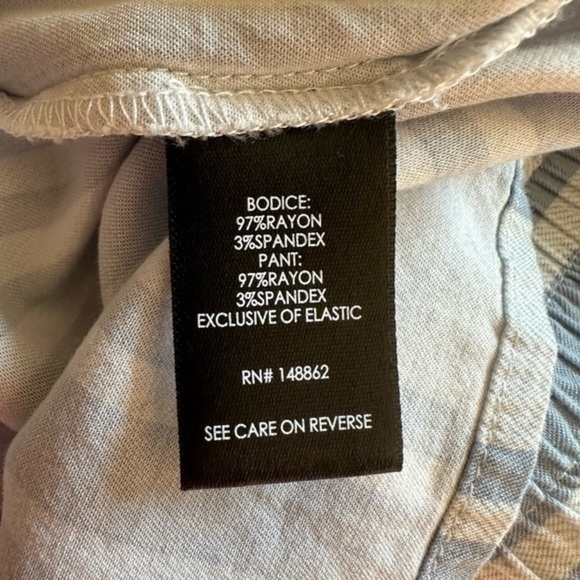 BODICE:
97%RAYON
3%SPANDEX
PANT:
97%RAYON
3%SPANDEX
EXCLUSIVE OF ELASTIC
RN# 148862
SEE CARE ON REVERSE